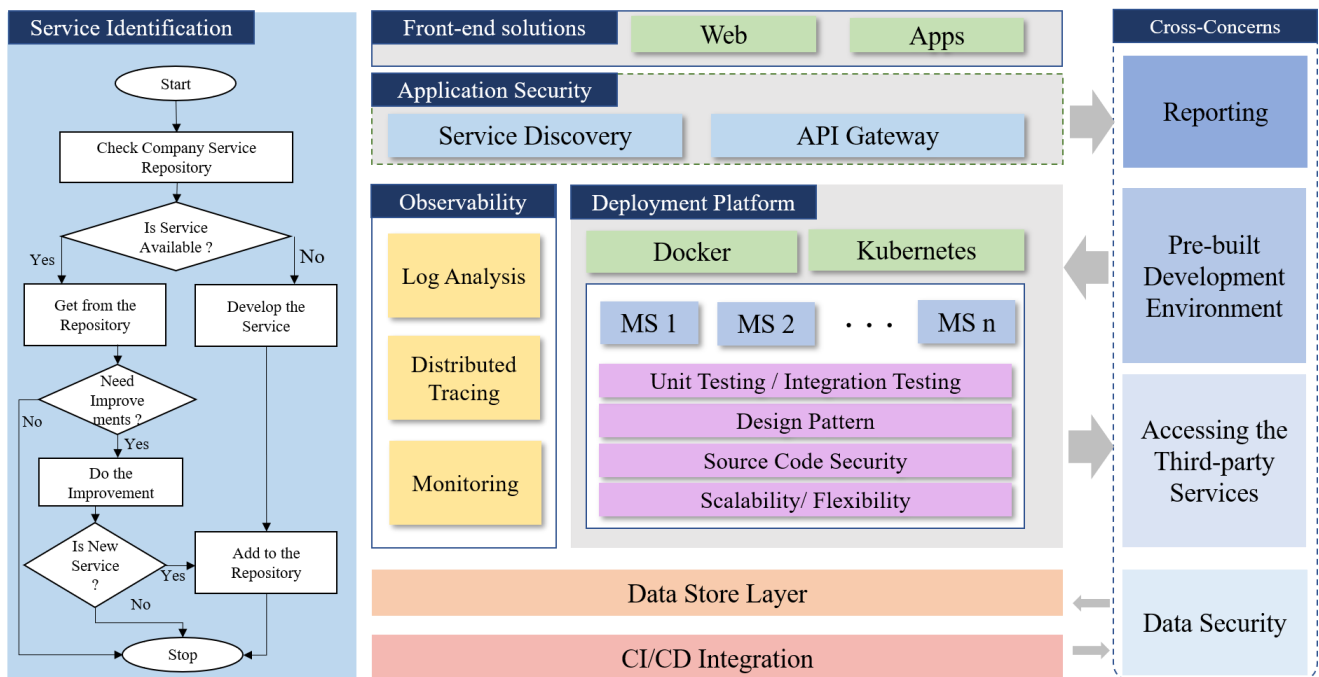 Service Identification
Start
Check Company Service
Repository
Is Service
Available ?
Yes
No
Get from the
Repository
Develop the
Service
Need
Improve
ments ?
No
Yes
Do the
Improvement
Is New
Service
?
Yes
No
Add to the
Repository
Stop
Front-end solutions
Web
Apps
Application Security
Service Discovery
API Gateway
Observability
Log Analysis
Distributed
Tracing
Monitoring
Deployment Platform
Docker
Kubernetes
MS 1
MS 2
. . .
MS n
Unit Testing / Integration Testing
Design Pattern
Source Code Security
Scalability/ Flexibility
Data Store Layer
CI/CD Integration
Cross-Concerns
Reporting
Pre-built
Development
Environment
Accessing the
Third-party
Services
Data Security